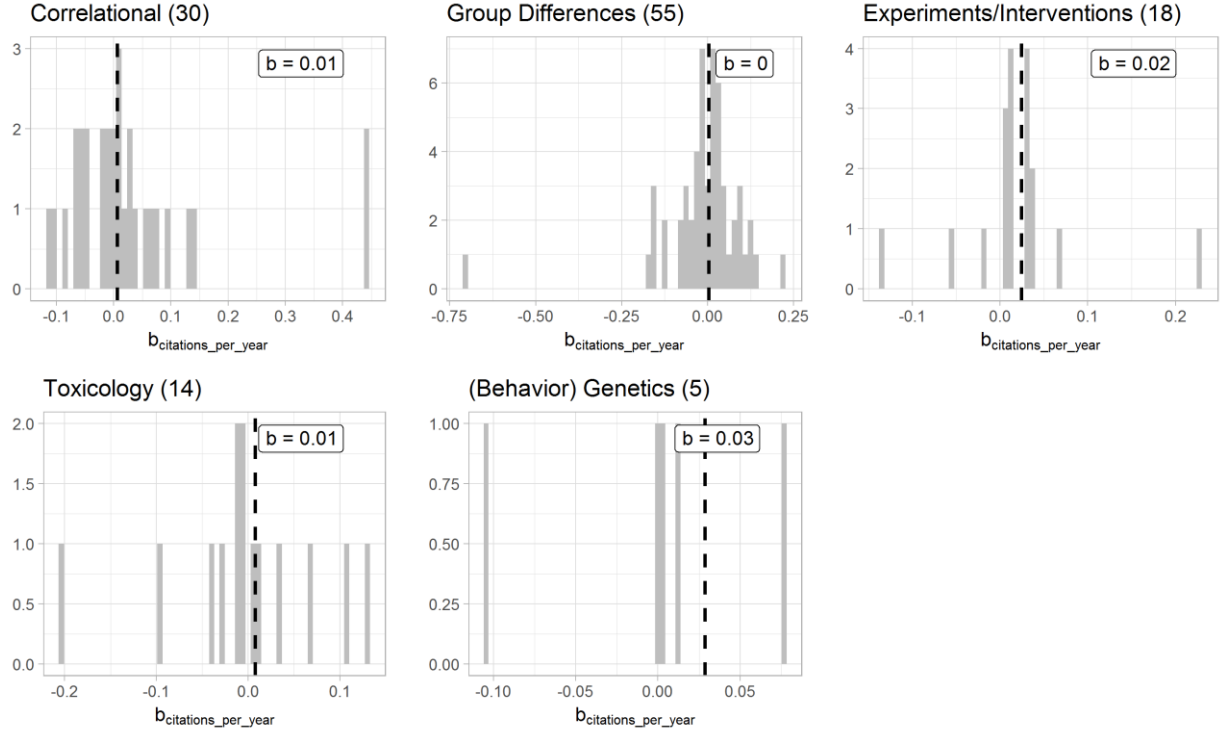 Correlational (30)
3
2
1
0
b = 0.01
-0.1 0.0 0.1 0.2 0.3 0.4
bcitations_per_year
Group Differences (55)
6
4
2
0
b = 0
-0.75 -0.50 -0.25 0.00 0.25
bcitations_per_year
Experiments/Interventions (18)
4
3
2
1
0
b = 0.02
-0.1 0.0 0.1 0.2
bcitations_per_year
Toxicology (14)
2.0
1.5
1.0
0.5
0.0
b = 0.01
-0.2 -0.1 0.0 0.1
bcitations_per_year
(Behavior) Genetics (5)
1.00
0.75
0.50
0.25
0.00
b = 0.03
-0.10 -0.05 0.00 0.05
bcitations_per_year